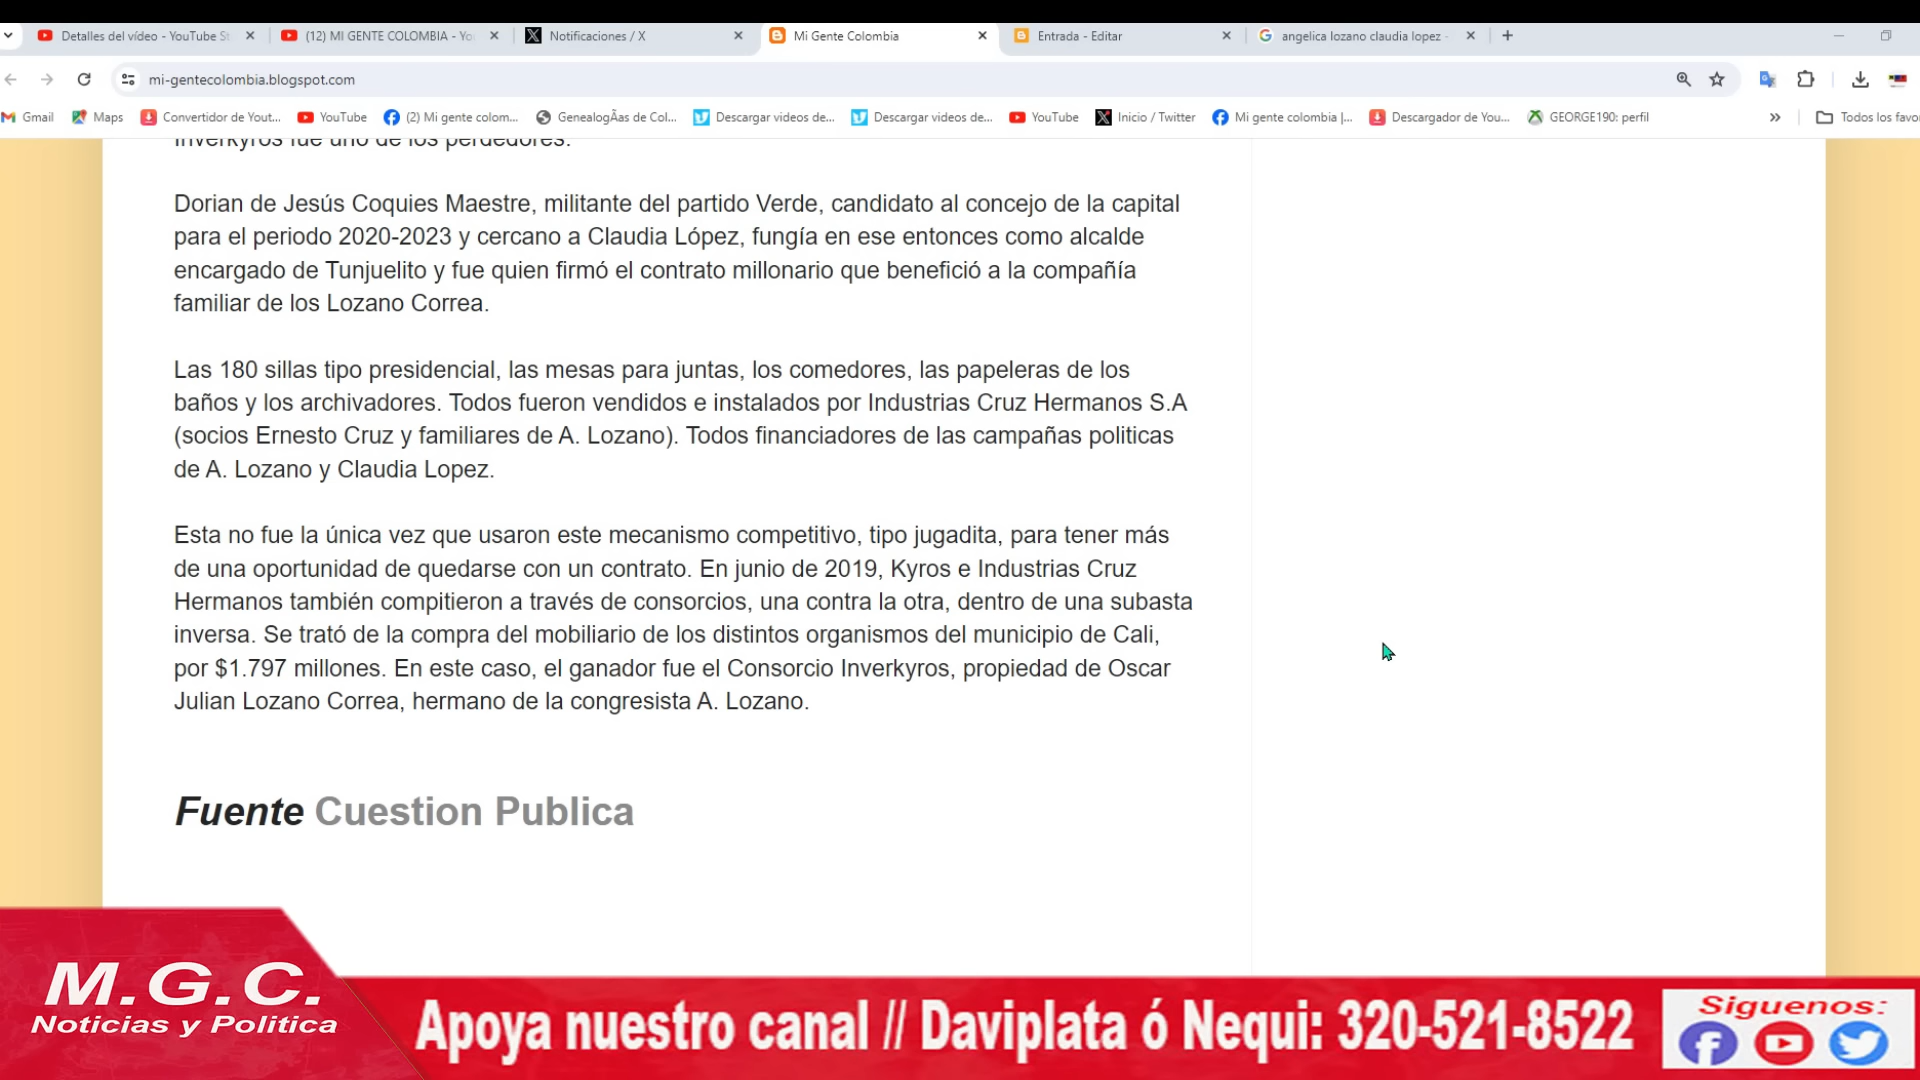 Detalles del vídeo - YouTube St
(12) MI GENTE COLOMBIA - Yo
Notificaciones / X
Mi Gente Colombia
Entrada - Editar
angelica lozano claudia lopez -
mi-gentecolombia.blogspot.com
Gmail
Maps
Convertidor de Yout...
YouTube
(2) Mi gente colom...
GenealogÃas de Col...
Descargar videos de...
Descargar videos de...
YouTube
Inicio / Twitter
Mi gente colombia |...
Descargador de You...
GEORGE190: perfil
»
Todos los favo
Inverkyros fue uno de los perdedores.
Dorian de Jesús Coquies Maestre, militante del partido Verde, candidato al concejo de la capital
para el periodo 2020-2023 y cercano a Claudia López, fungía en ese entonces como alcalde
encargado de Tunjuelito y fue quien firmó el contrato millonario que benefició a la compañía
familiar de los Lozano Correa.
Las 180 sillas tipo presidencial, las mesas para juntas, los comedores, las papeleras de los
baños y los archivadores. Todos fueron vendidos e instalados por Industrias Cruz Hermanos S.A
(socios Ernesto Cruz y familiares de A. Lozano). Todos financiadores de las campañas politicas
de A. Lozano y Claudia Lopez.
Esta no fue la única vez que usaron este mecanismo competitivo, tipo jugadita, para tener más
de una oportunidad de quedarse con un contrato. En junio de 2019, Kyros e Industrias Cruz
Hermanos también compitieron a través de consorcios, una contra la otra, dentro de una subasta
inversa. Se trató de la compra del mobiliario de los distintos organismos del municipio de Cali,
por $1.797 millones. En este caso, el ganador fue el Consorcio Inverkyros, propiedad de Oscar
Julian Lozano Correa, hermano de la congresista A. Lozano.
Fuente Cuestion Publica
M.G.C.
Noticias y Politica
Apoya nuestro canal // Daviplata ó Nequi: 320-521-8522
Siguenos: